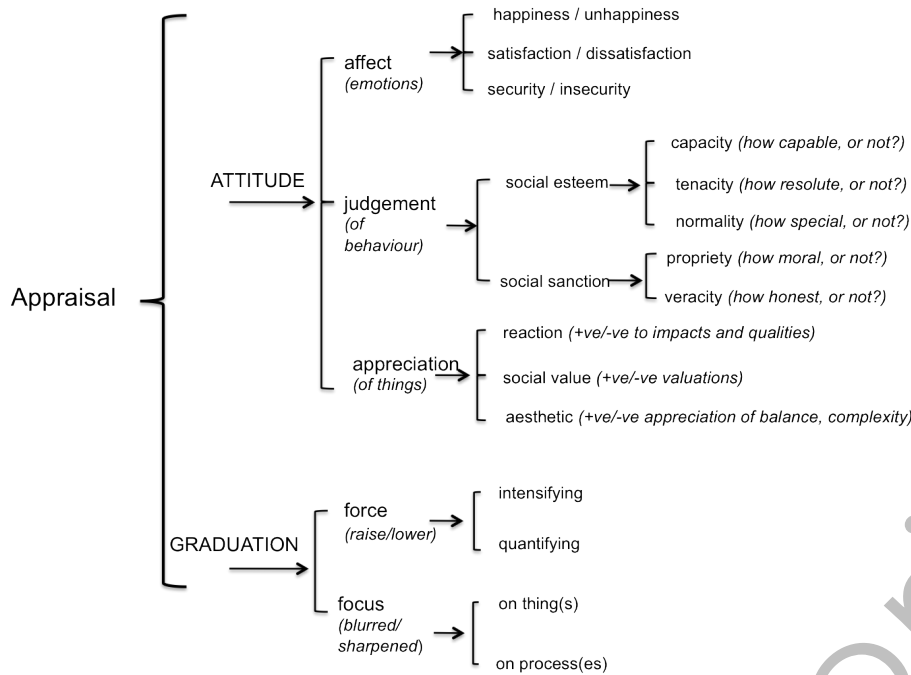 Appraisal
ATTITUDE
affect
(emotions)
happiness / unhappiness
satisfaction / dissatisfaction
security / insecurity
judgement
(of
behaviour)
social esteem
capacity (how capable, or not?)
tenacity (how resolute, or not?)
normality (how special, or not?)
social sanction
propriety (how moral, or not?)
veracity (how honest, or not?)
appreciation
(of things)
reaction (+ve/-ve to impacts and qualities)
social value (+ve/-ve valuations)
aesthetic (+ve/-ve appreciation of balance, complexity)
GRADUATION
force
(raise/lower)
intensifying
quantifying
focus
(blurred/
sharpened)
on thing(s)
on process(es)